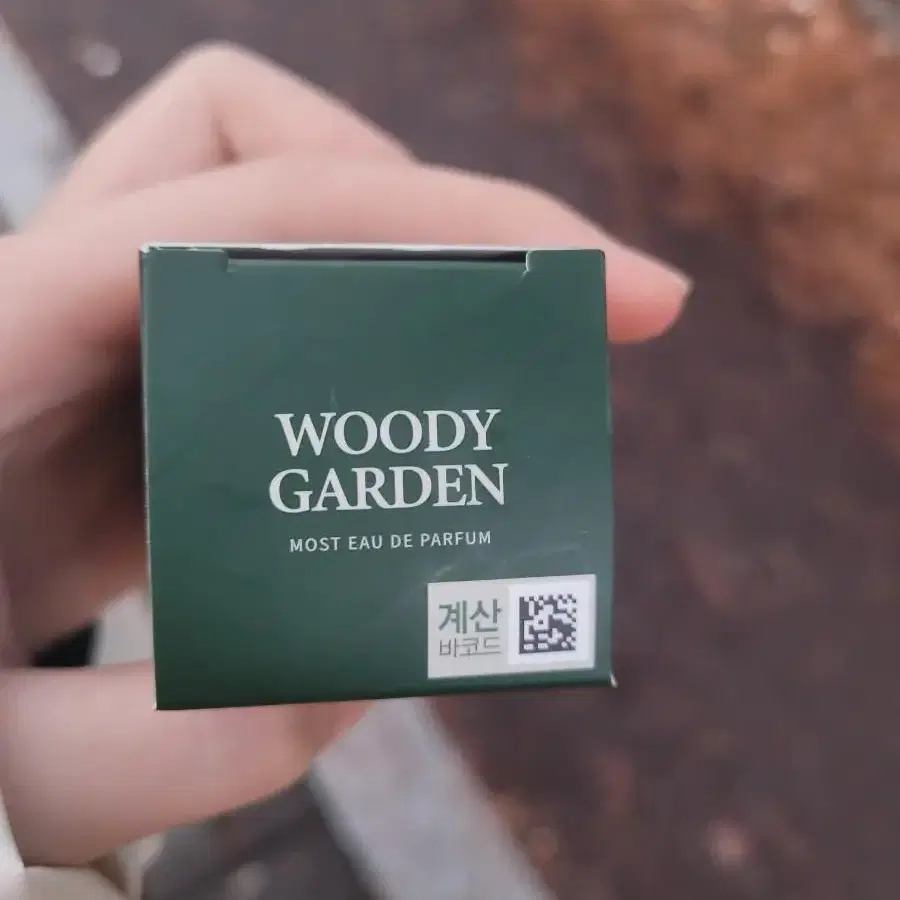 WOODY
GARDEN
MOST EAU DE PARFUM
계산
바코드